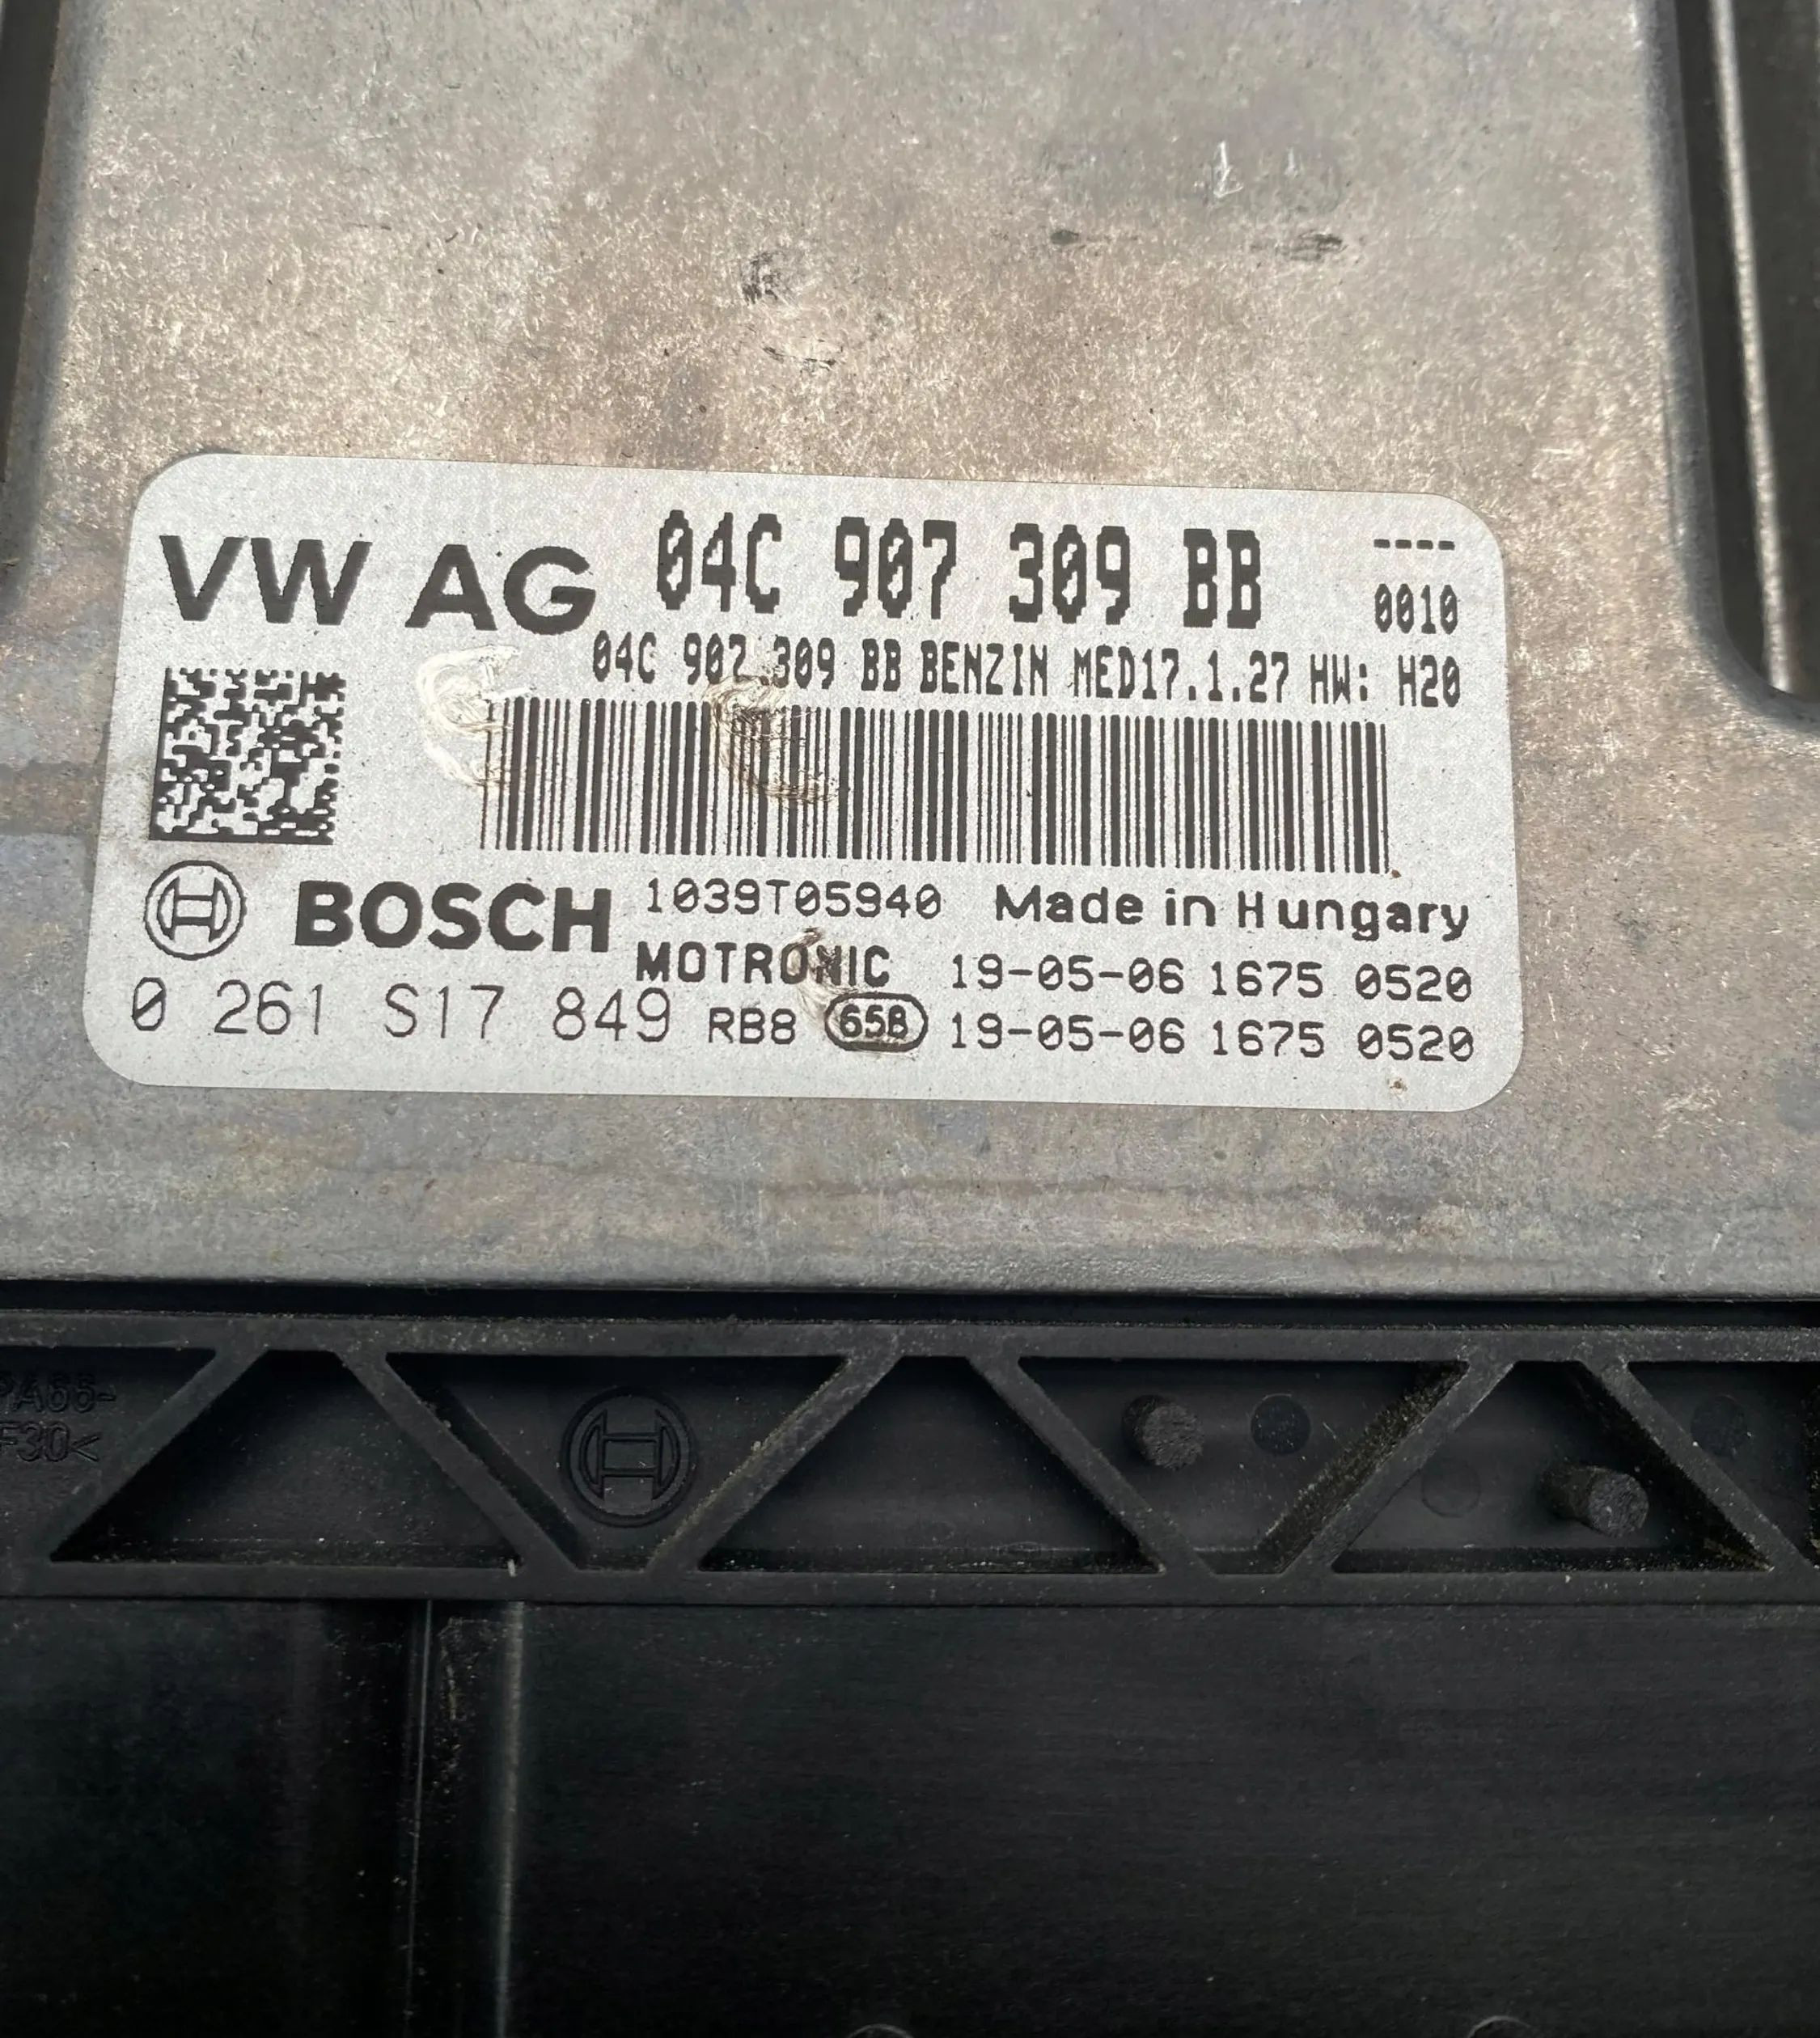 VW AG 04C 907 309 BB ----
0010
04C 907 309 BB BENZIN MED17.1.27 HW: H20
BOSCH 1039T05940 Made in Hungary
MOTRONIC 19-05-06 1675 0520
0 261 S17 849 RB8 65B 19-05-06 1675 0520
F30<